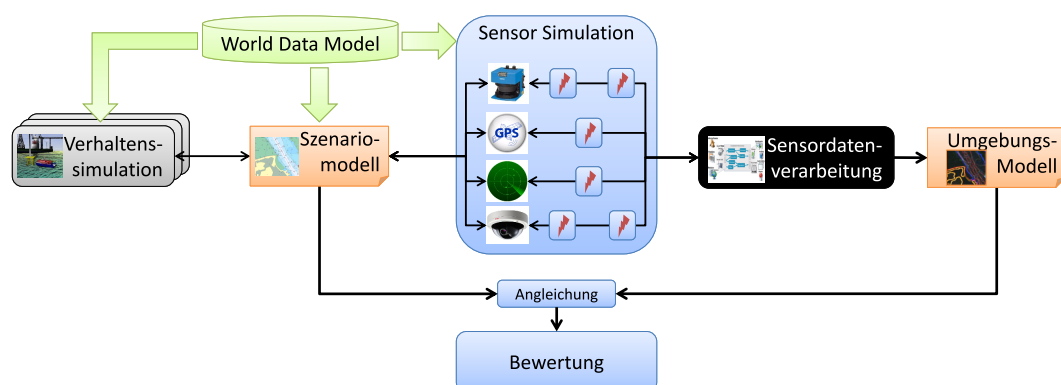 World Data Model
Sensor Simulation
GPS
Verhaltens-
simulation
Szenario-
modell
Sensordaten-
verarbeitung
Umgebungs-
Modell
Angleichung
Bewertung